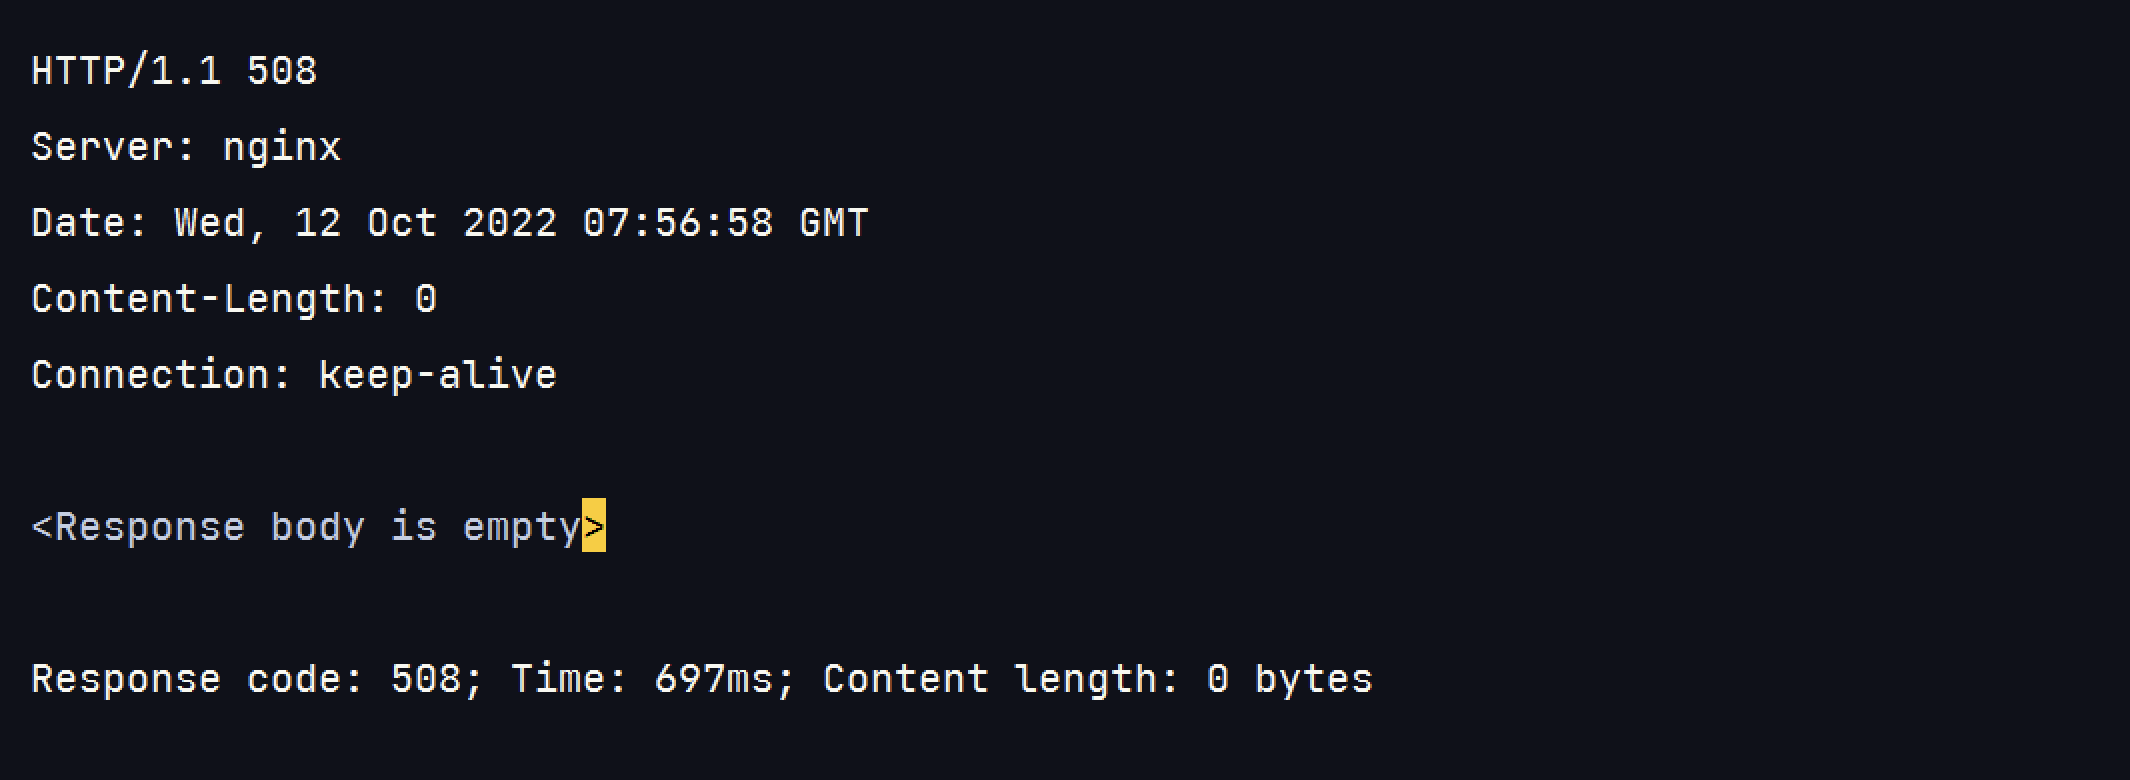 HTTP/1.1 508
Server: nginx
Date: Wed, 12 Oct 2022 07:56:58 GMT
Content-Length: 0
Connection: keep-alive
<Response body is empty>
Response code: 508; Time: 697ms; Content length: 0 bytes